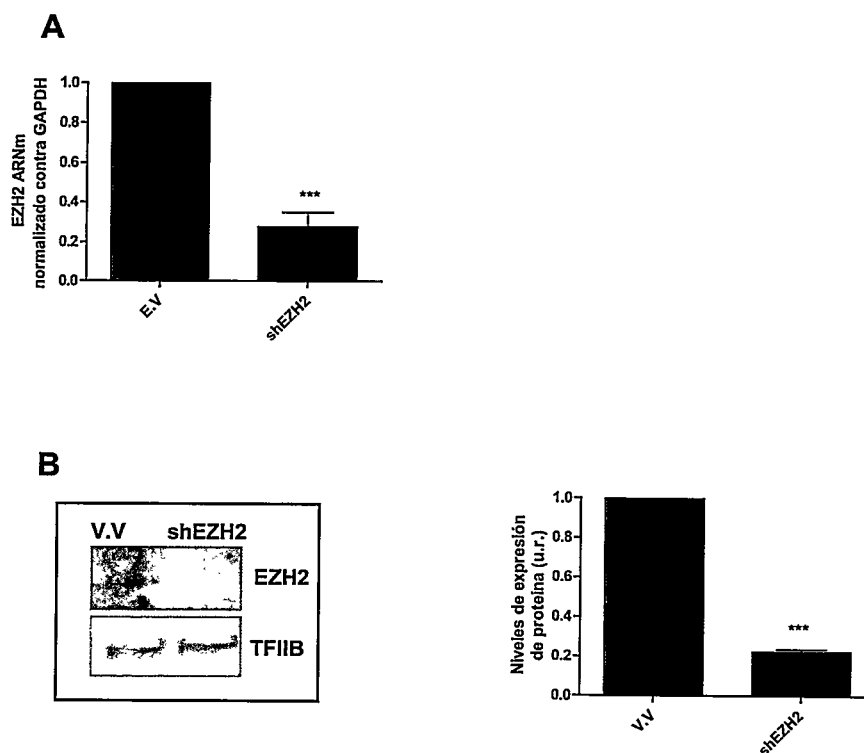 A
EZH2 ARNm
normalizado contra GAPDH
1.0
0.8
0.6
0.4
0.2
0.0
***
E.V
shEZH2
B
V.V shEZH2
EZH2
TFIIB
Niveles de expresión
de proteína (u.r.)
1.0
0.8
0.6
0.4
0.2
0.0
***
V.V
shEZH2